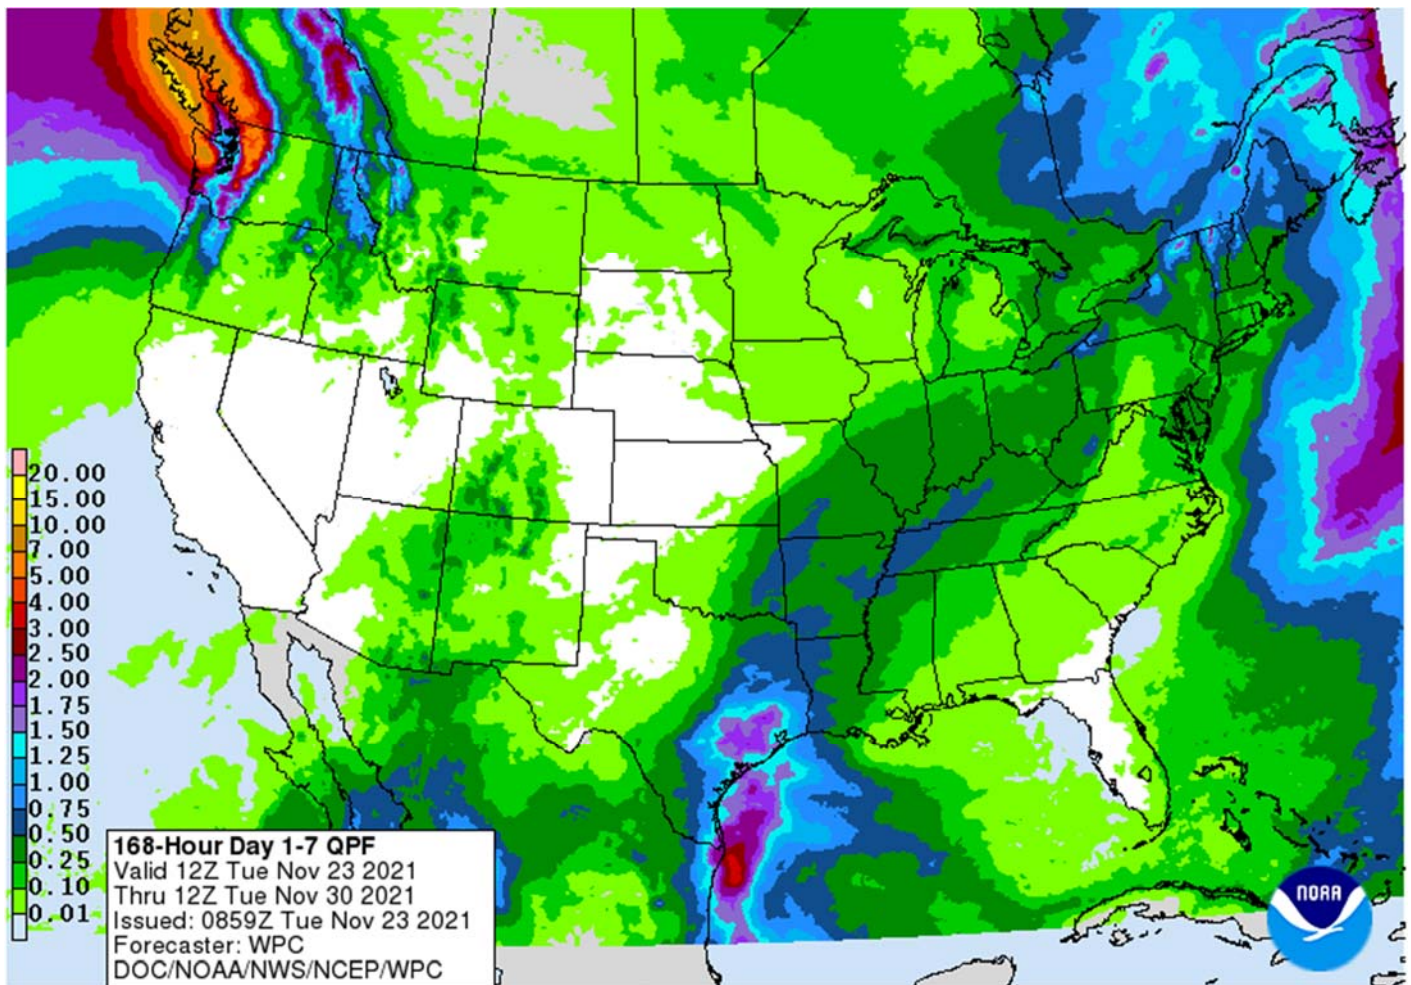 20.00
15.00
10.00
7.00
5.00
4.00
3.00
2.50
2.00
1.75
1.50
1.25
1.00
0.75
0.50
0.25
0.10
0.01
168-Hour Day 1-7 QPF
Valid 12Z Tue Nov 23 2021
Thru 12Z Tue Nov 30 2021
Issued: 0859Z Tue Nov 23 2021
Forecaster: WPC
DOC/NOAA/NWS/NCEP/WPC
NOAA